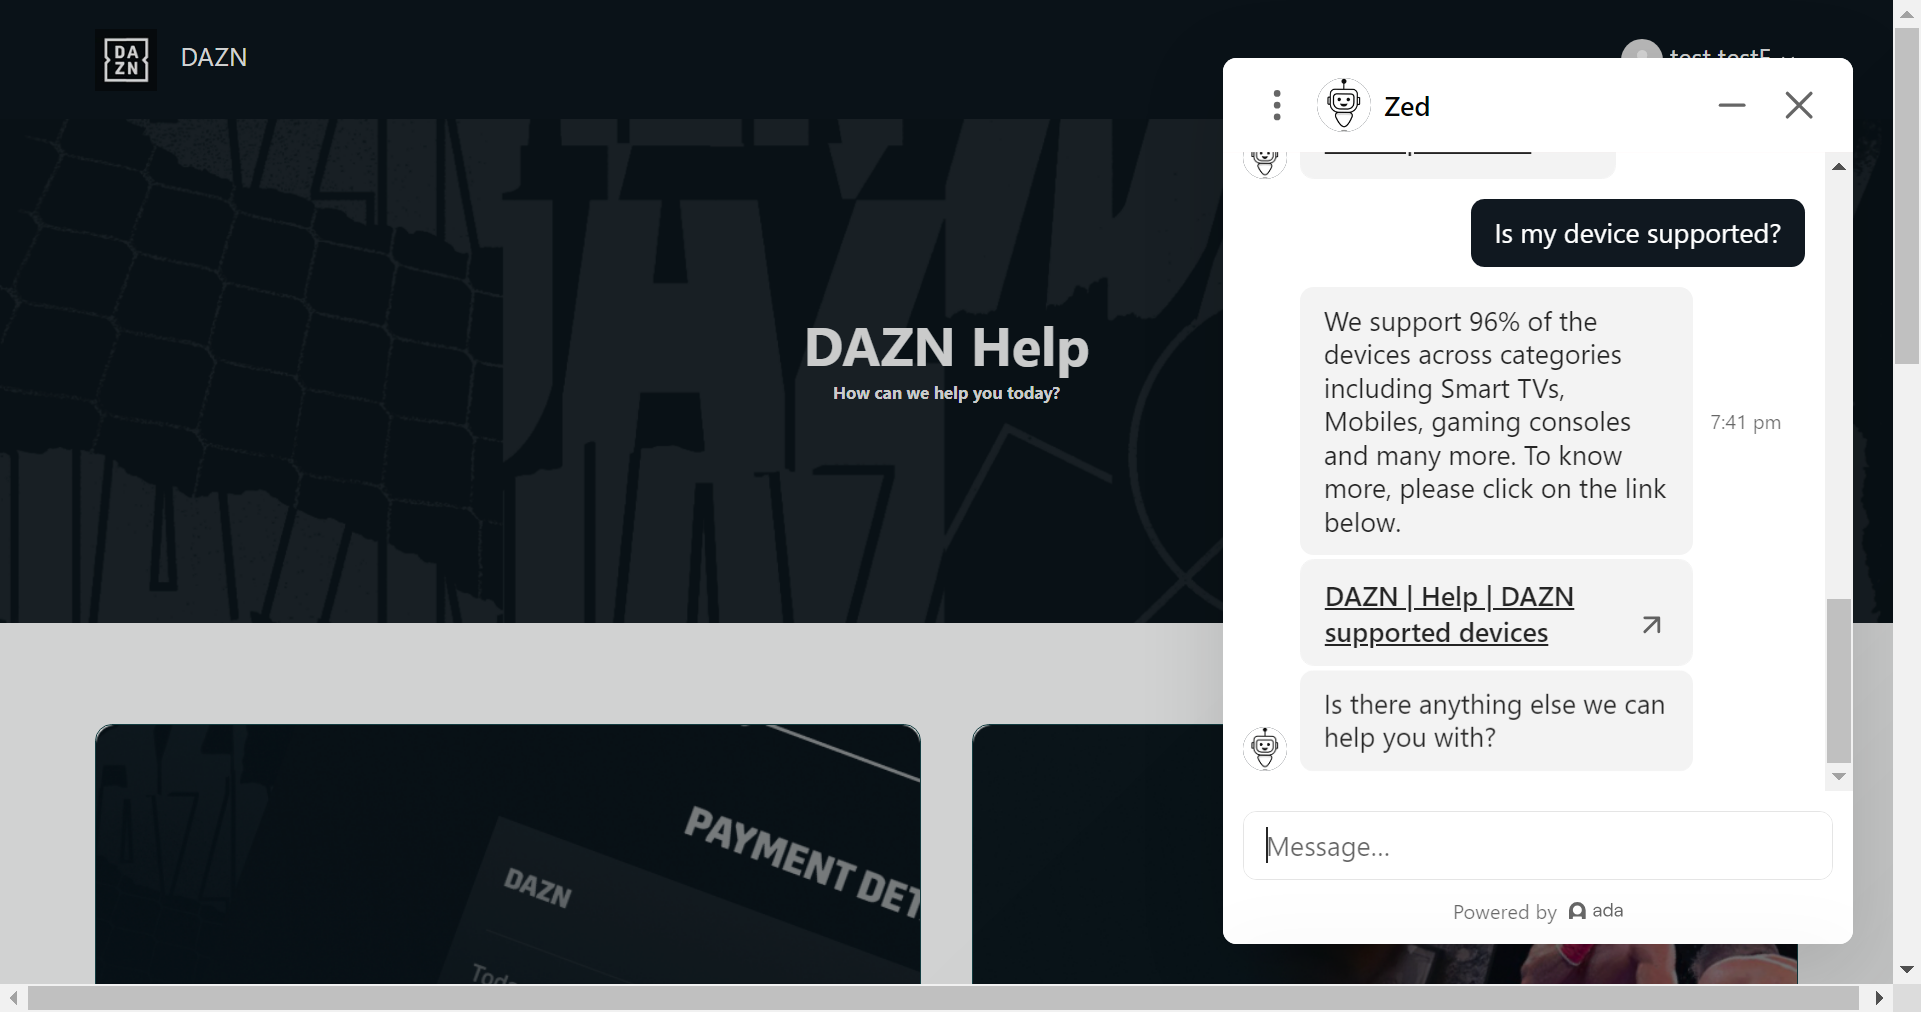 DA
ZN
DAZN
Zed
Is my device supported?
We support 96% of the
devices across categories
including Smart TVs,
Mobiles, gaming consoles
and many more. To know
more, please click on the link
below.
7:41 pm
DAZN | Help | DAZN
supported devices
Is there anything else we can
help you with?
Message...
Powered by ada
DAZN Help
How can we help you today?
PAYMENT DET
DAZN